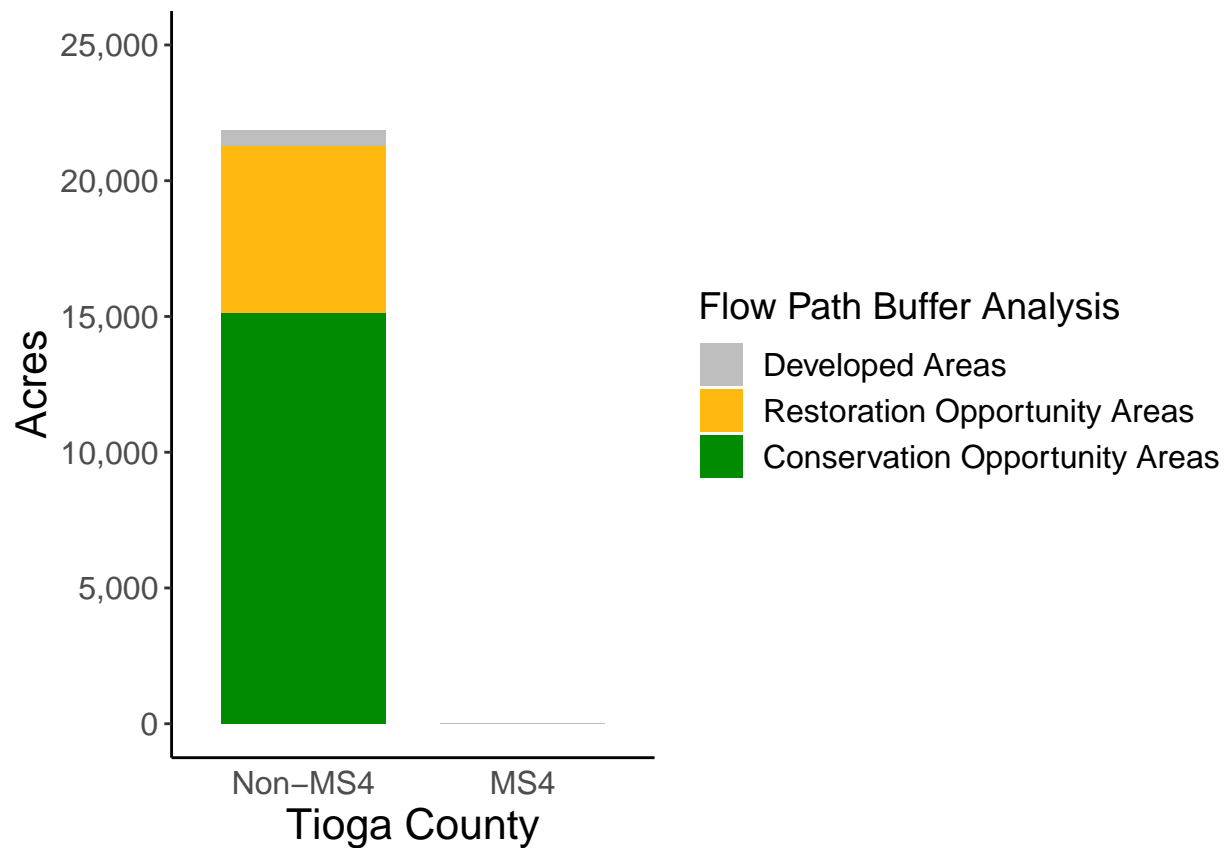 25,000
20,000
15,000
10,000
5,000
0
Acres
Non−MS4 MS4
Tioga County
Flow Path Buffer Analysis
Developed Areas
Restoration Opportunity Areas
Conservation Opportunity Areas